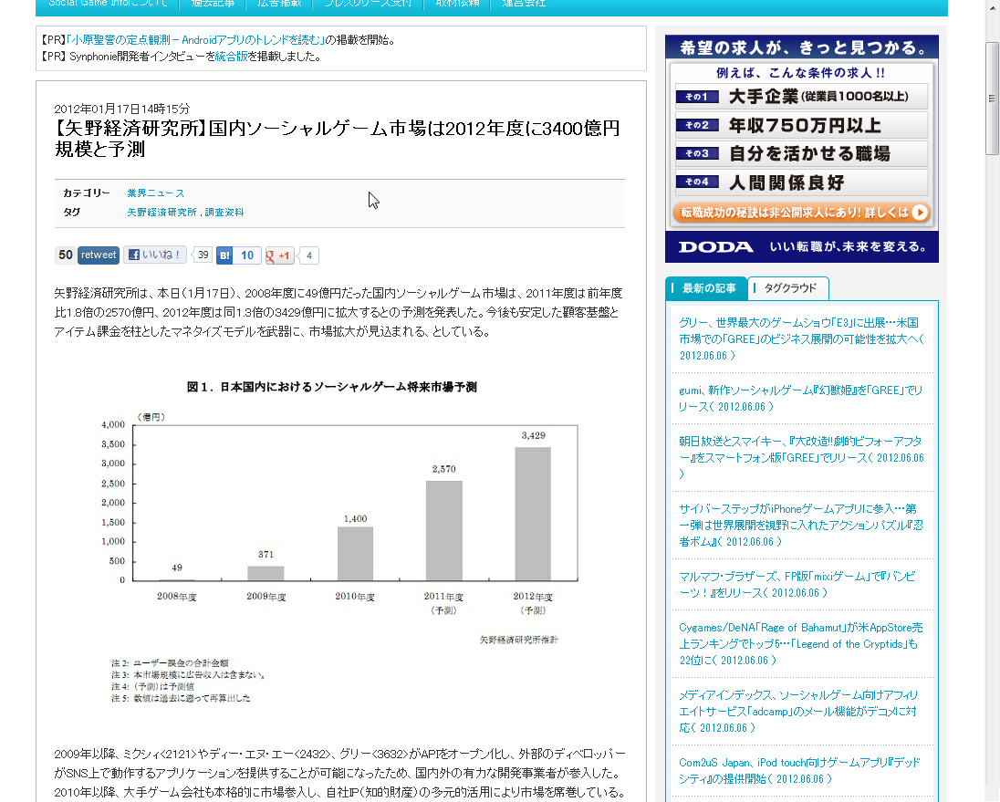 Social Game Infoについて
過去記事
広告掲載
プレスリリース受付
取材依頼
運営会社
【PR】「小原聖誉の定点観測－Androidアプリのトレンドを読む」の掲載を開始。
【PR】 Synphonie開発者インタビューを統合版を掲載しました。
2012年01月17日14時15分
【矢野経済研究所】国内ソーシャルゲーム市場は2012年度に3400億円
規模と予測
カテゴリー 業界ニュース
タグ 矢野経済研究所 , 調査資料
50 retweet いいね！ 39 B! 10 g +1 4
矢野経済研究所は、本日（1月17日）、2008年度に49億円だった国内ソーシャルゲーム市場は、2011年度は前年度
比1.8倍の2570億円、2012年度は同1.3倍の3429億円に拡大するとの予測を発表した。今後も安定した顧客基盤と
アイテム課金を柱としたマネタイズモデルを武器に、市場拡大が見込まれる、としている。
図１．日本国内におけるソーシャルゲーム将来市場予測
（億円）
4,000
3,500
3,000
2,500
2,000
1,500
1,000
500
0
49
371
1,400
2,570
3,429
2008年度 2009年度 2010年度 2011年度 2012年度
（予測） （予測）
矢野経済研究所推計
注 2: ユーザー課金の合計金額
注 3: 本市場規模に広告収入は含まない。
注 4:（予測）は予測値
注 5: 数値は過去に遡って再算出した
2009年以降、ミクシィ<2121>やディー・エヌ・エー<2432>、グリー<3632>がAPIをオープン化し、外部のディベロッパー
がSNS上で動作するアプリケーションを提供することが可能になったため、国内外の有力な開発事業者が参入した。
2010年以降、大手ゲーム会社も本格的に市場参入し、自社IP（知的財産）の多元的活用により市場を席巻している。
希望の求人が、きっと見つかる。
例えば、こんな条件の求人！！
その1 大手企業(従業員1000名以上)
その2 年収750万円以上
その3 自分を活かせる職場
その4 人間関係良好
転職成功の秘訣は非公開求人にあり！ 詳しくは
DODA いい転職が、未来を変える。
最新の記事 タグクラウド
グリー、世界最大のゲームショウ「E3」に出展…米国
市場での「GREE」のビジネス展開の可能性を拡大へ（
2012.06.06 ）
gumi、新作ソーシャルゲーム『幻獣姫』を「GREE」でリ
リース（ 2012.06.06 ）
朝日放送とスマイキー、『大改造!!劇的ビフォーアフタ
ー』をスマートフォン版「GREE」でリリース（ 2012.06.06
）
サイバーステップがiPhoneゲームアプリに参入…第
一弾は世界展開を視野に入れたアクションパズル『忍
者ボム』（ 2012.06.06 ）
マルマフ・ブラザーズ、FP版「mixiゲーム」で『バンビ
ーツ！』をリリース（ 2012.06.06 ）
Cygames/DeNA「Rage of Bahamut」が米AppStore売
上ランキングでトップ5…「Legend of the Cryptids」も
22位に（ 2012.06.06 ）
メディアインデックス、ソーシャルゲーム向けアフィリ
エイトサービス「adcamp」のメール機能がデコメに対
応（ 2012.06.06 ）
Com2uS Japan、iPod touch向けゲームアプリ『デッド
シティ』の提供開始（ 2012.06.06 ）